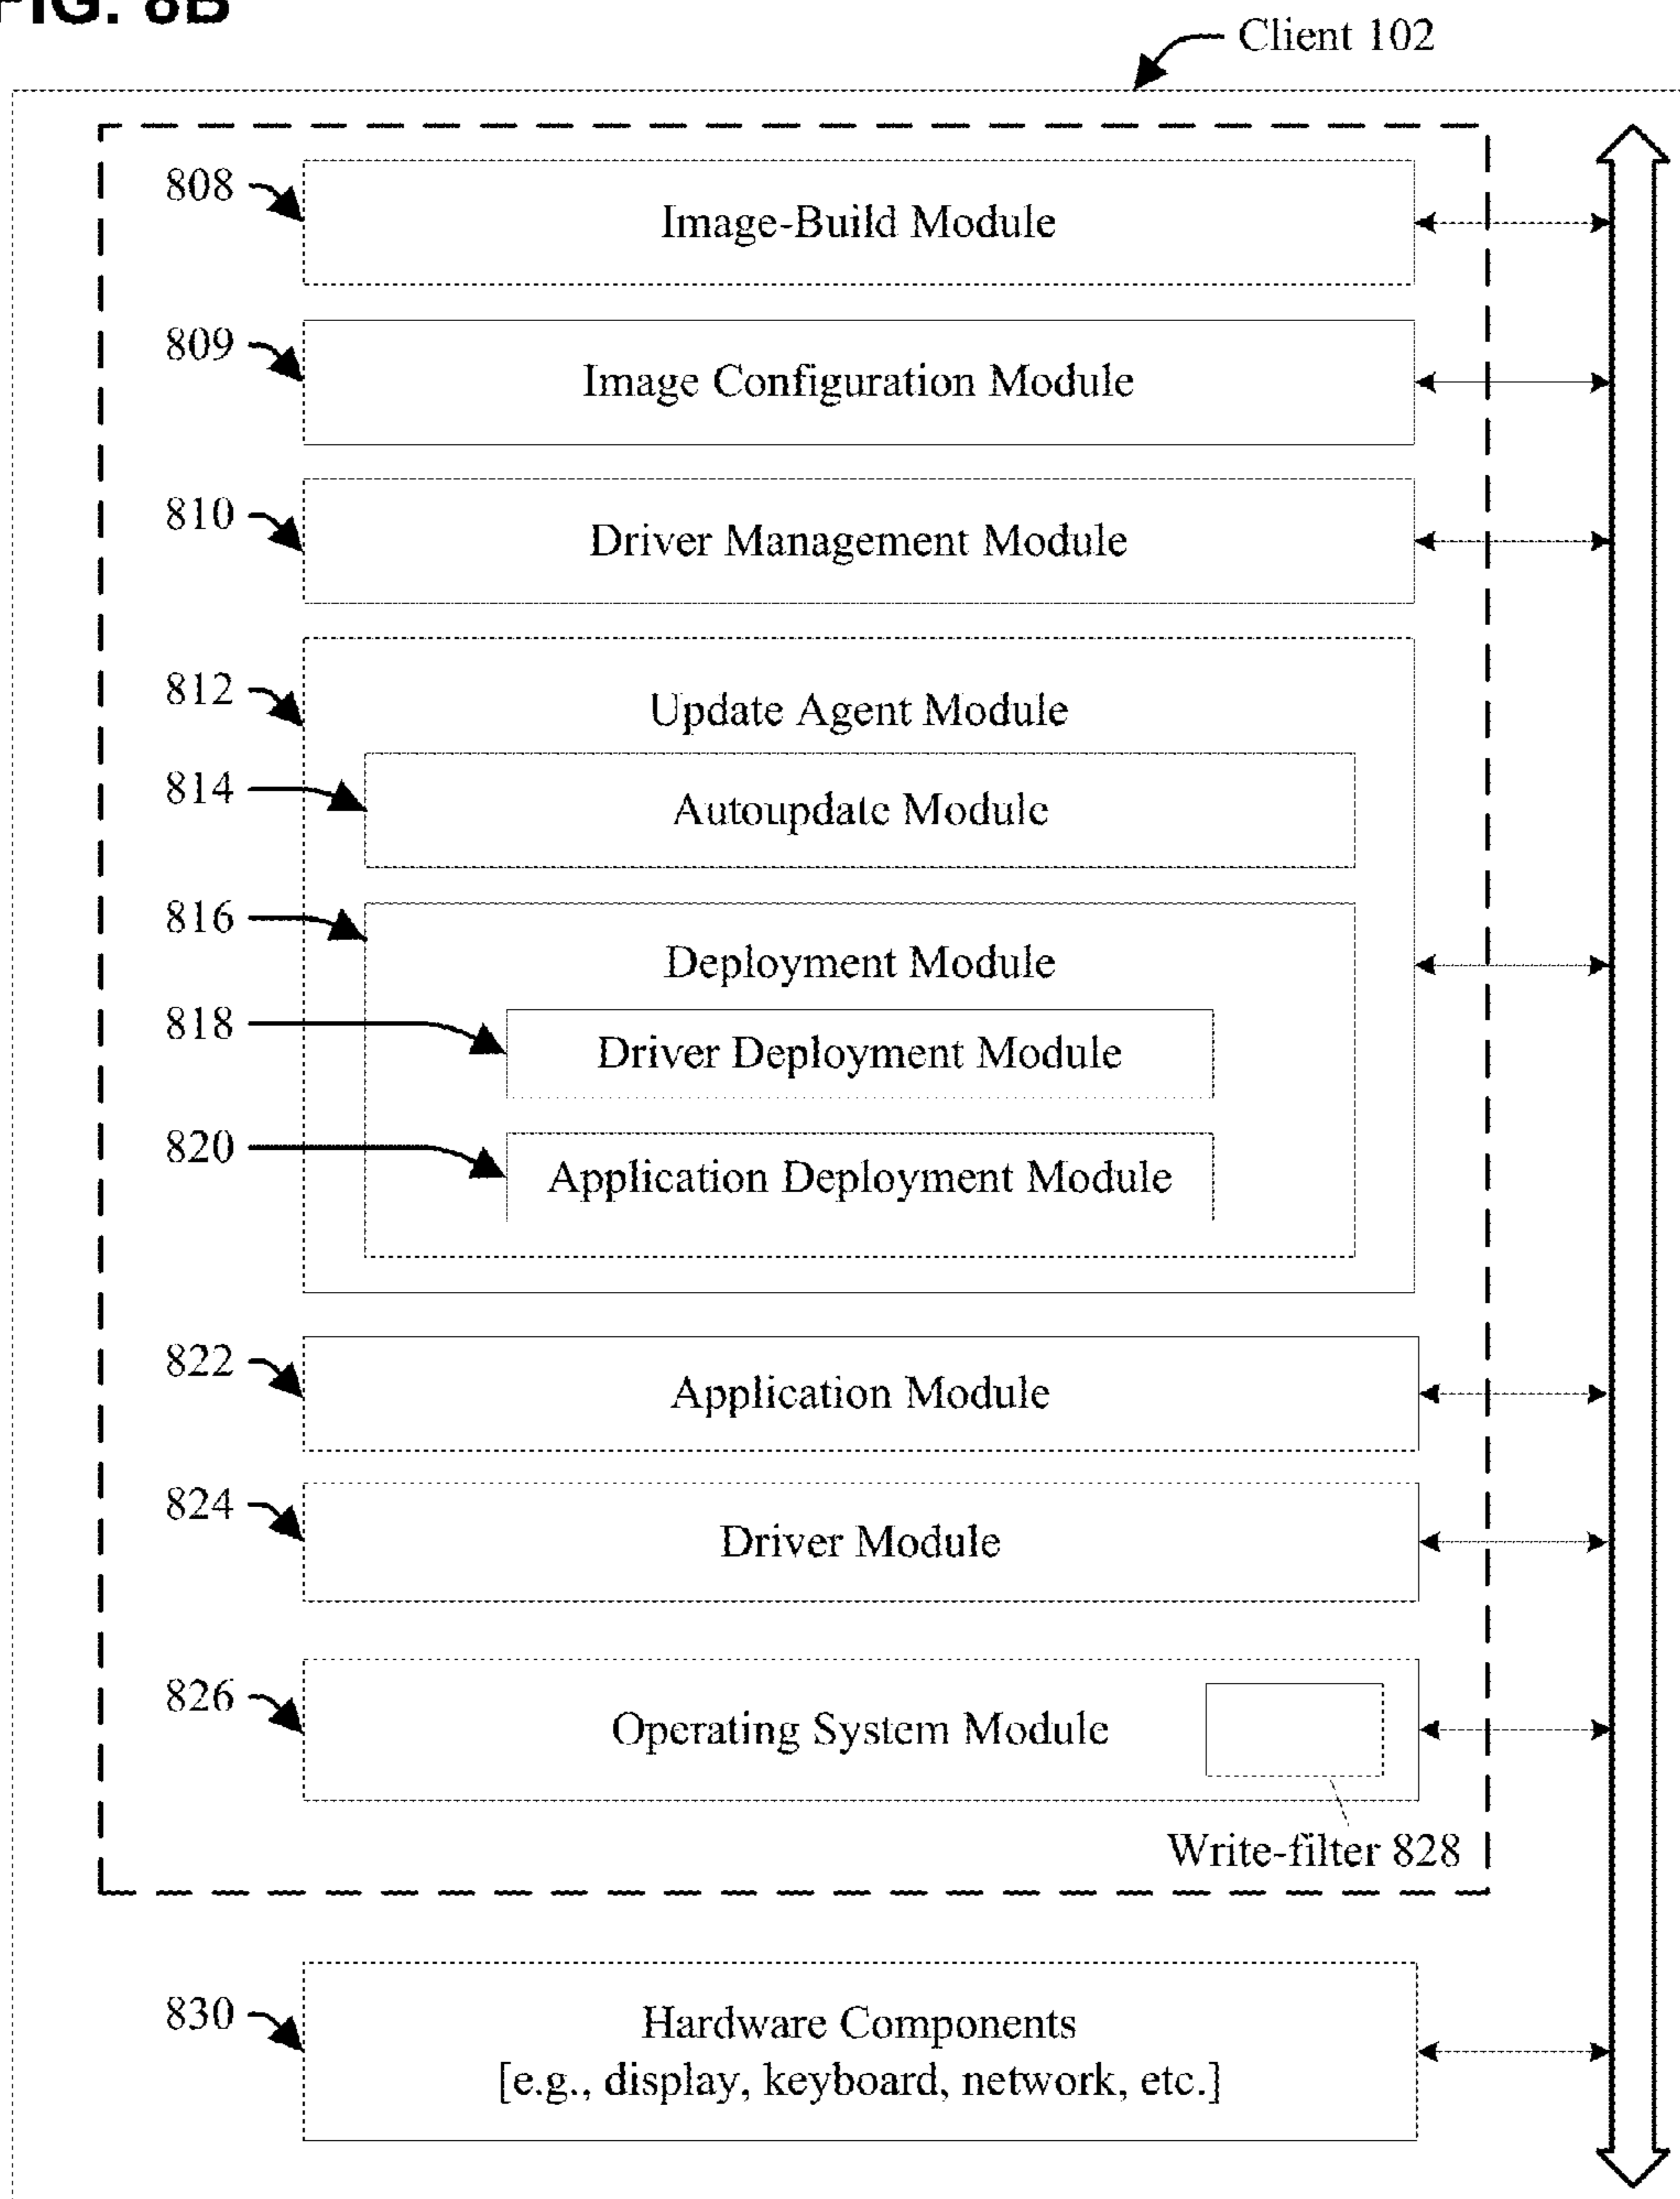 FIG. 8B
Client 102
808
Image-Build Module
809
Image Configuration Module
810
Driver Management Module
812
Update Agent Module
814
Autoupdate Module
816
Deployment Module
818
Driver Deployment Module
820
Application Deployment Module
822
Application Module
824
Driver Module
826
Operating System Module
Write-filter 828
830
Hardware Components
[e.g., display, keyboard, network, etc.]